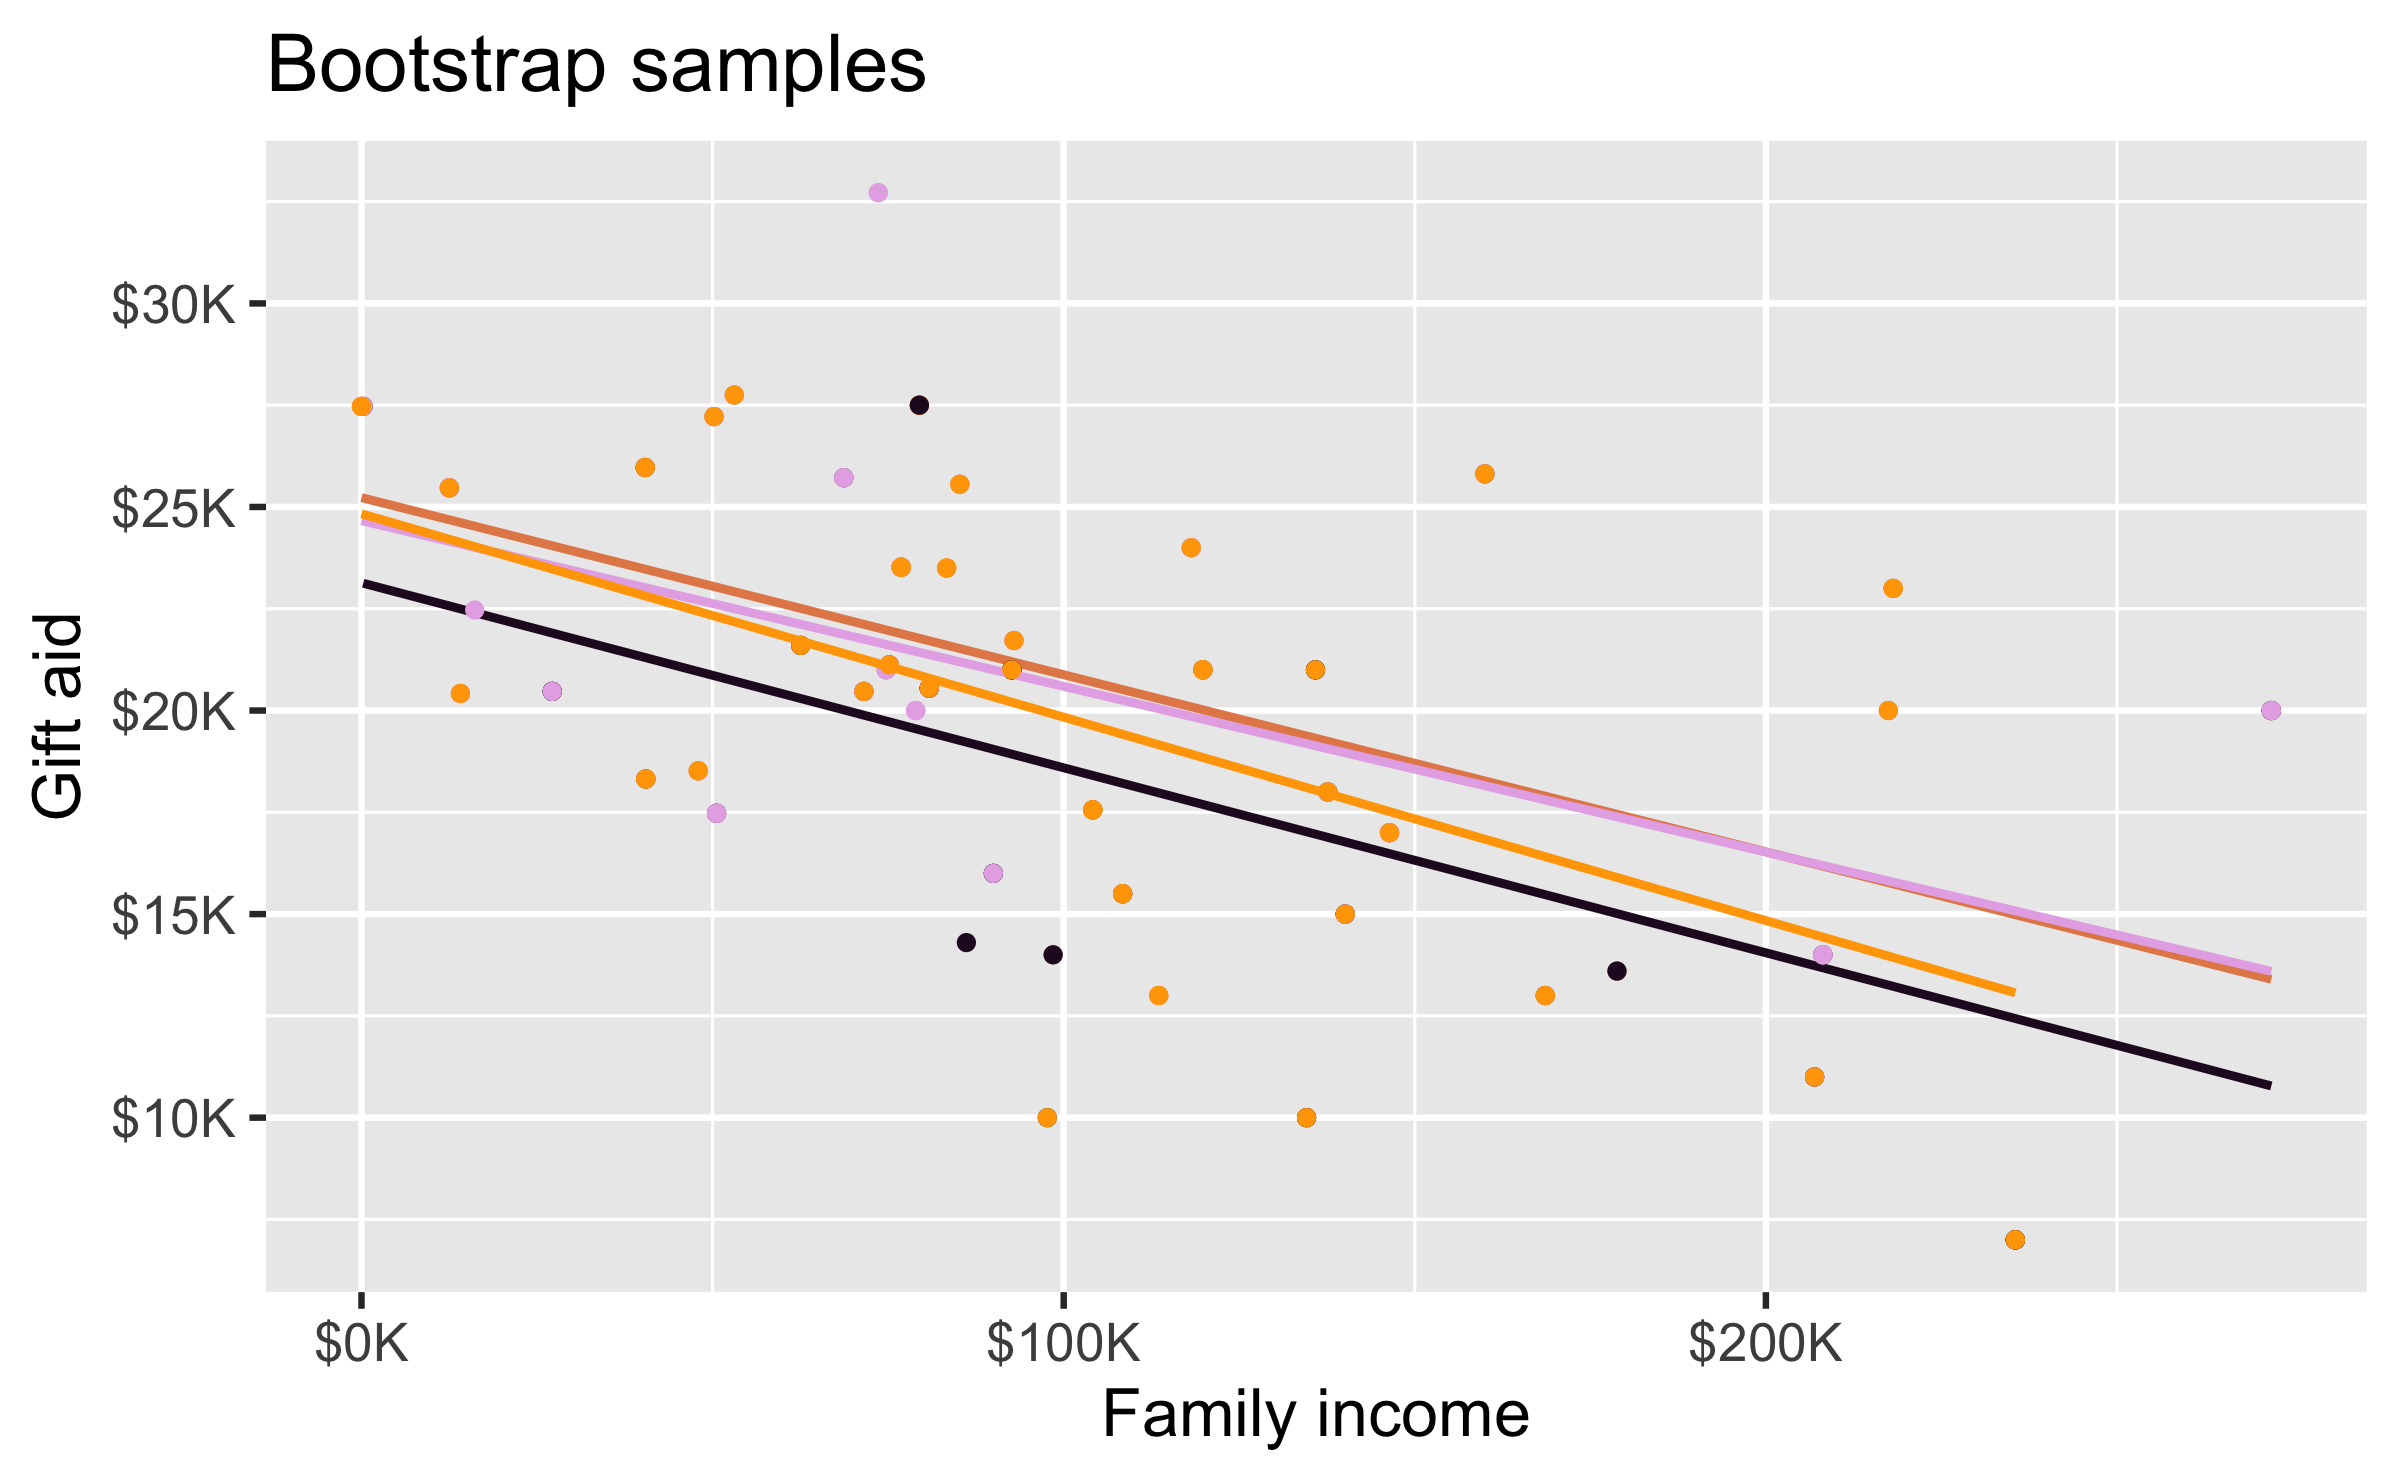 Bootstrap samples
$30K
$25K
$20K
$15K
$10K
Gift aid
$0K
$100K
$200K
Family income